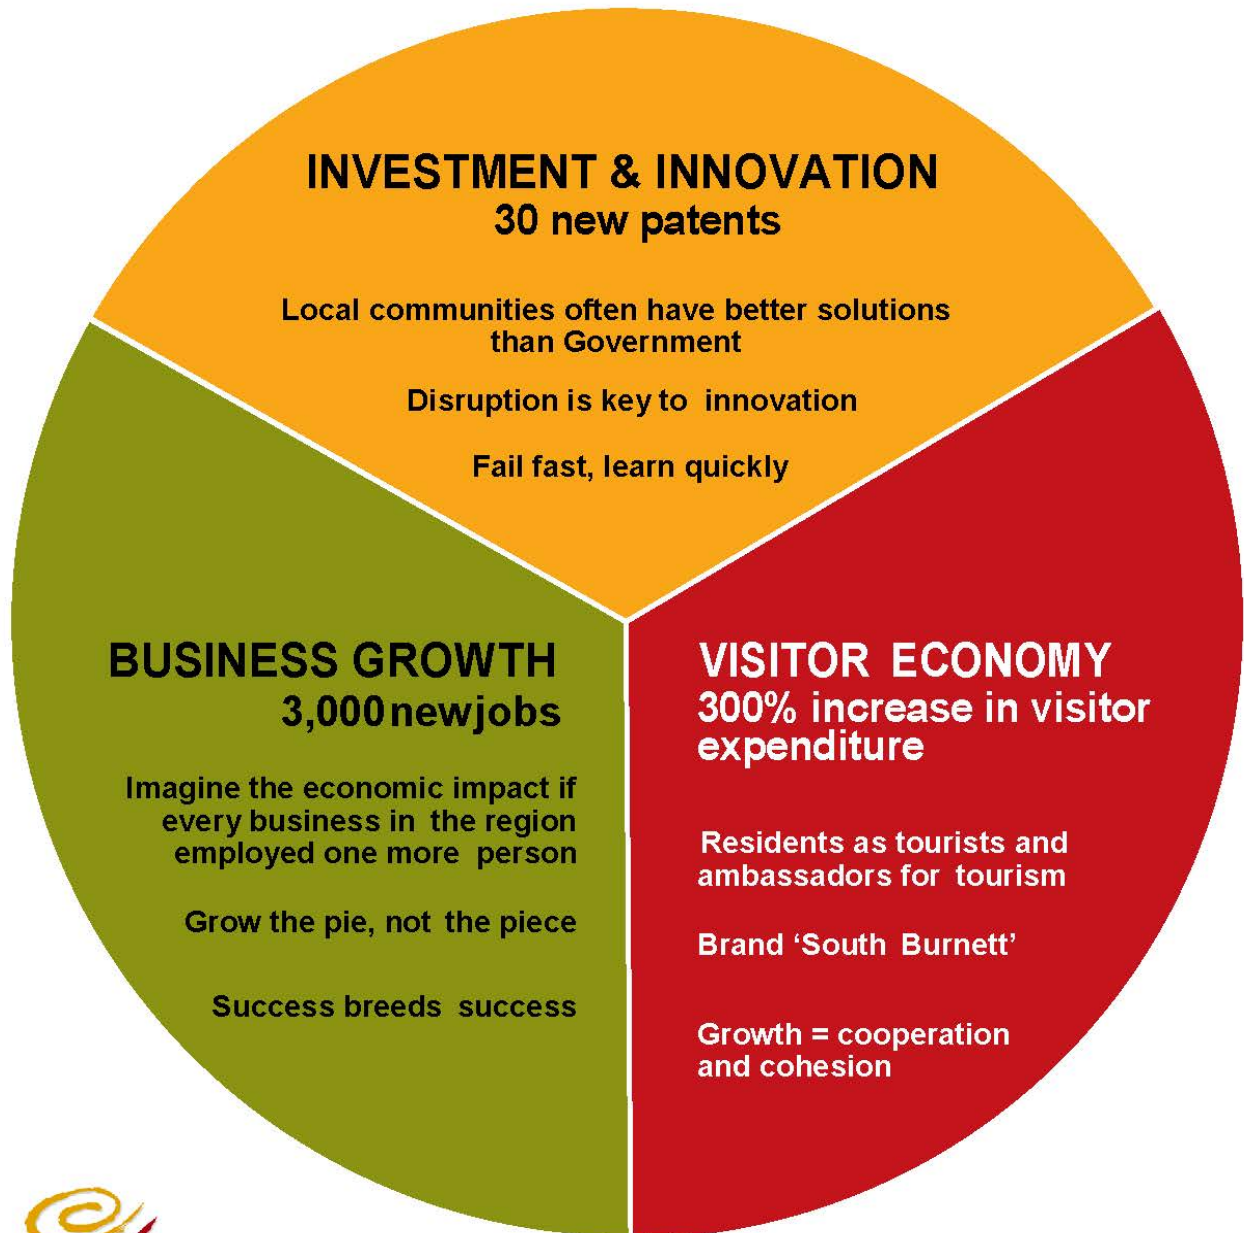 INVESTMENT & INNOVATION
30 new patents
Local communities often have better solutions
than Government
Disruption is key to innovation
Fail fast, learn quickly
BUSINESS GROWTH
3,000 new jobs
Imagine the economic impact if
every business in the region
employed one more person
Grow the pie, not the piece
Success breeds success
VISITOR ECONOMY
300% increase in visitor
expenditure
Residents as tourists and
ambassadors for tourism
Brand ‘South Burnett’
Growth = cooperation
and cohesion